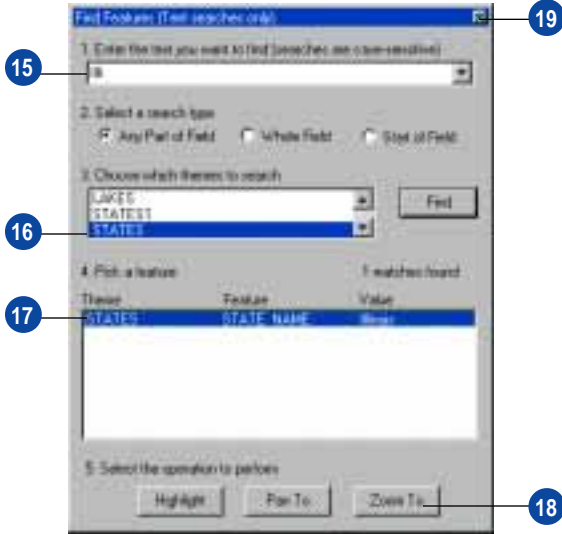 Find Features (Text searches only)
19
1. Enter the text you want to find (searches are case-sensitive)
15
2. Select a search type
Any Part of Field Whole Field Start of Field
3. Choose which themes to search
LAKES
STATES1
Find
16 STATES
4. Pick a feature 1 matches found
Theme Feature Value
17 STATES STATE_NAME Illinois
5. Select the operation to perform
Highlight Pan To Zoom To 18